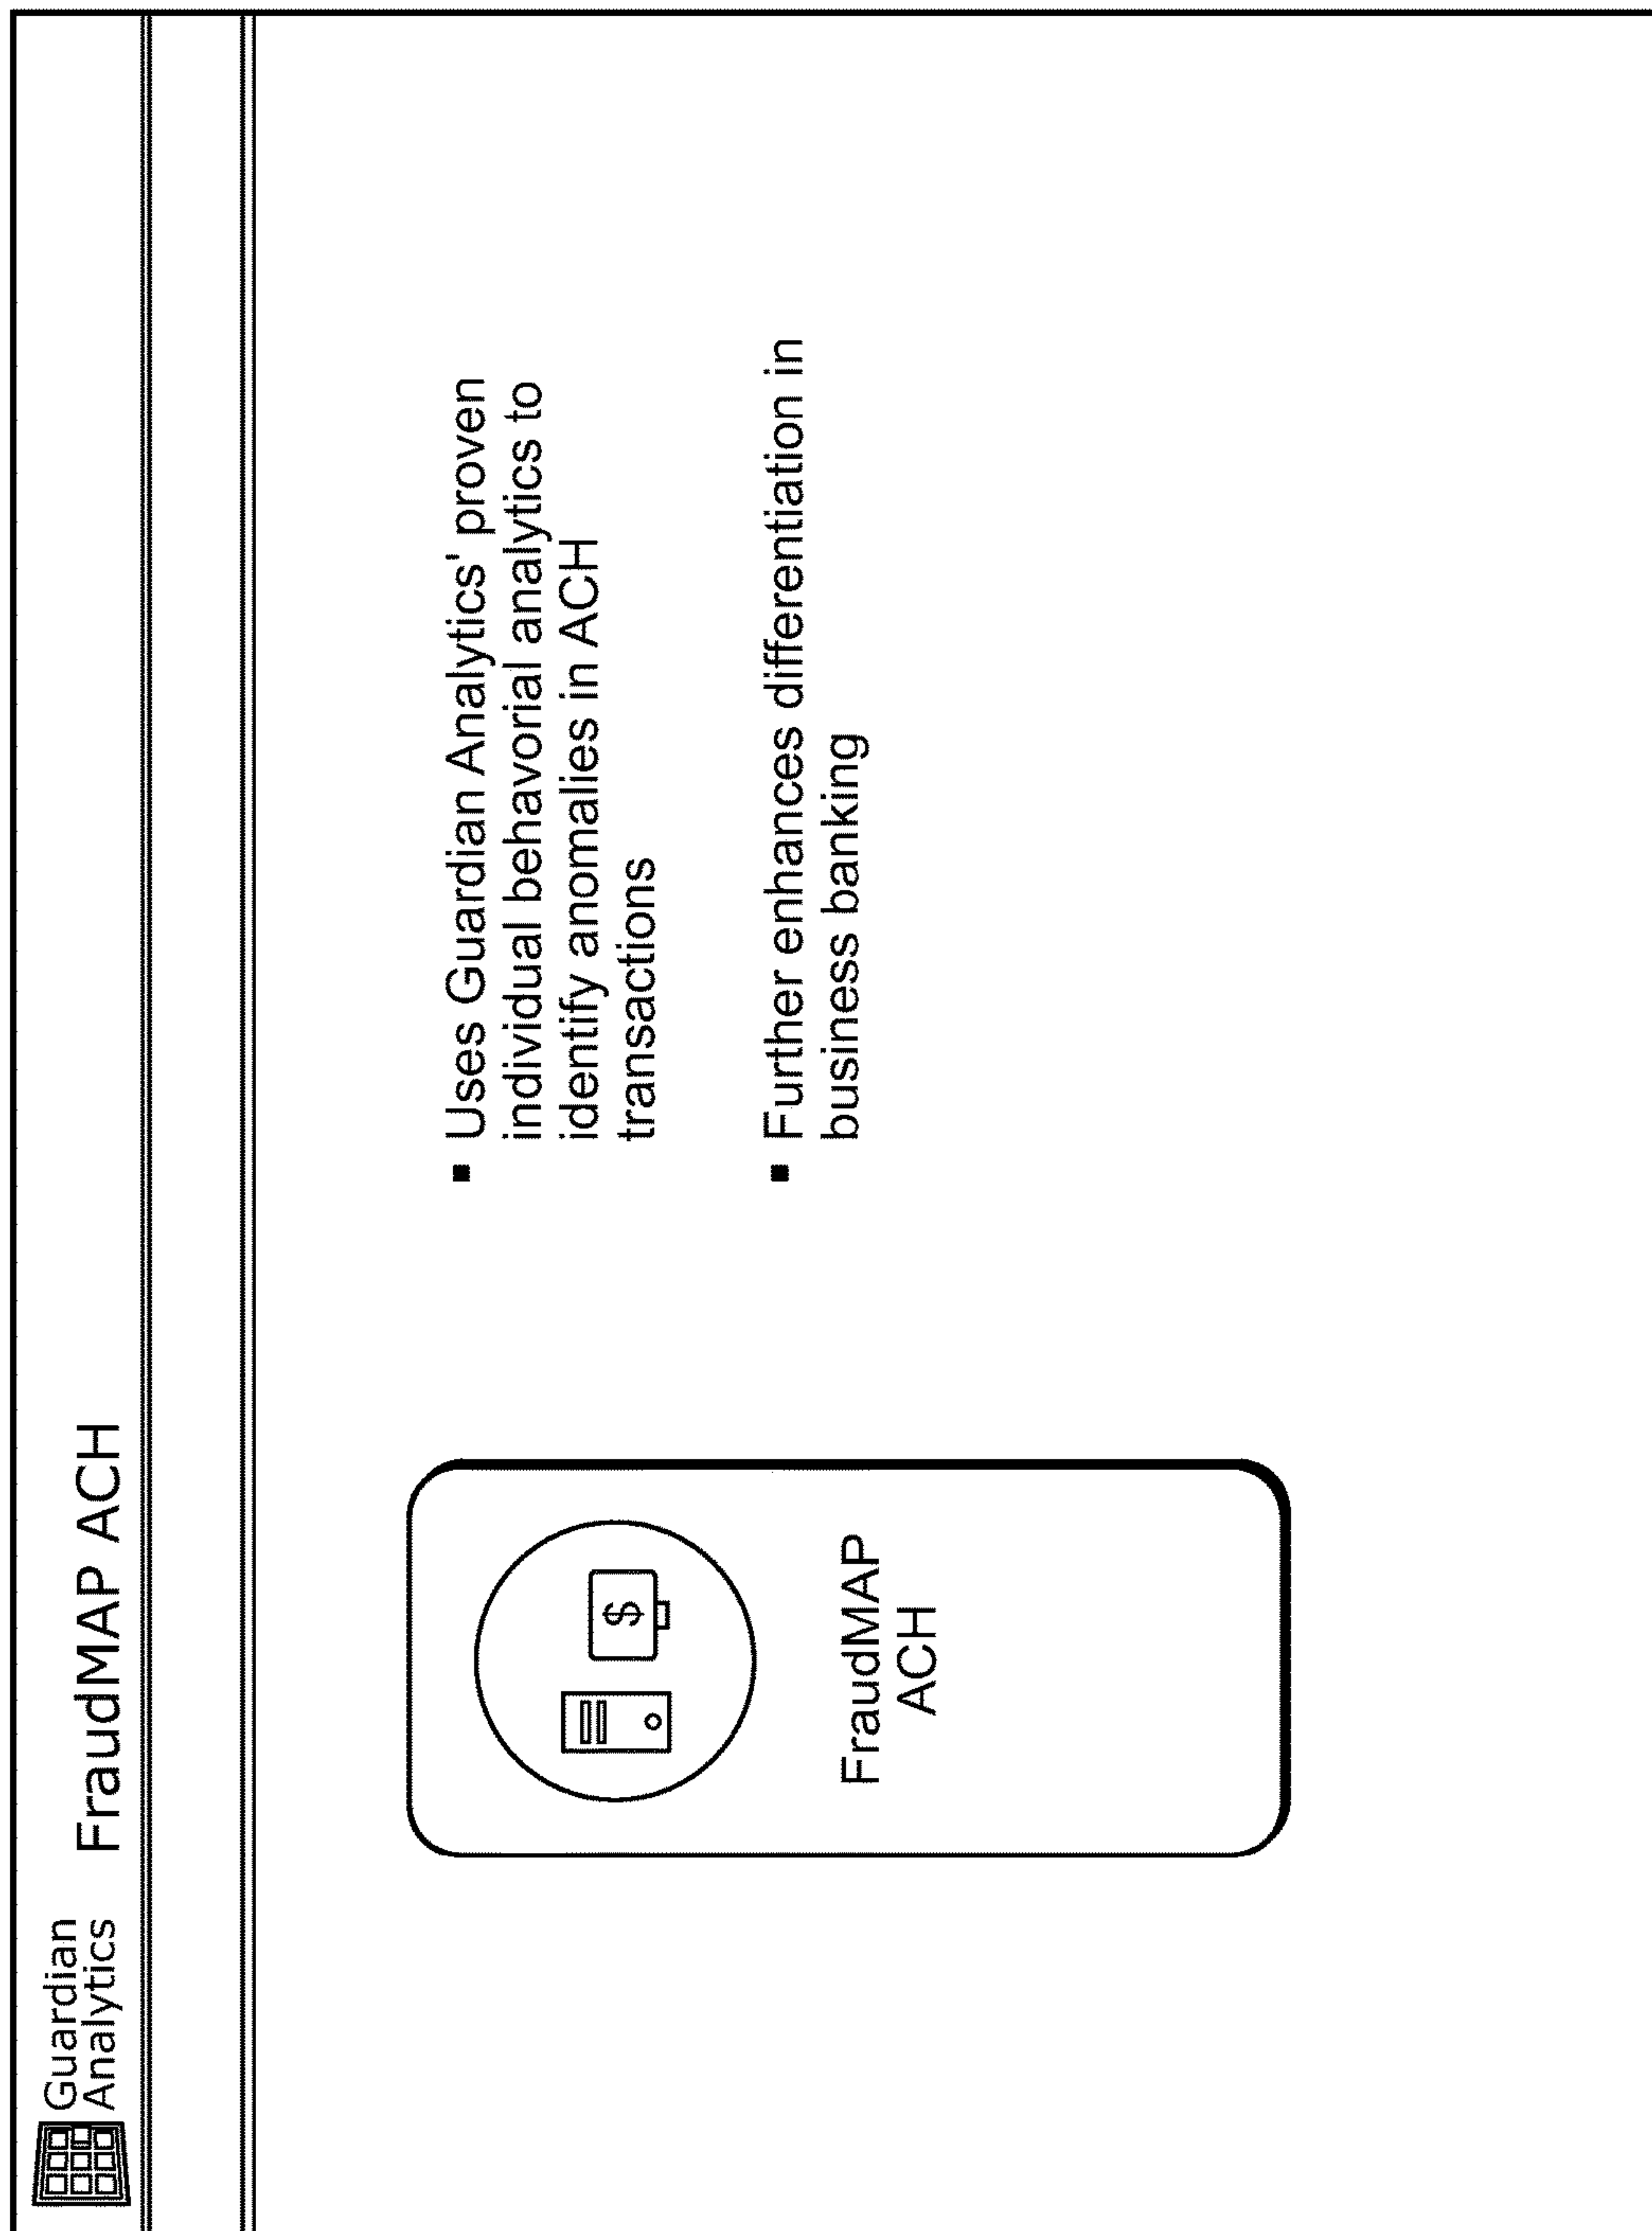 Guardian
Analytics
FraudMAP ACH
FraudMAP
ACH
$
▪ Uses Guardian Analytics' proven
individual behavorial analytics to
identify anomalies in ACH
transactions
▪ Further enhances differentiation in
business banking